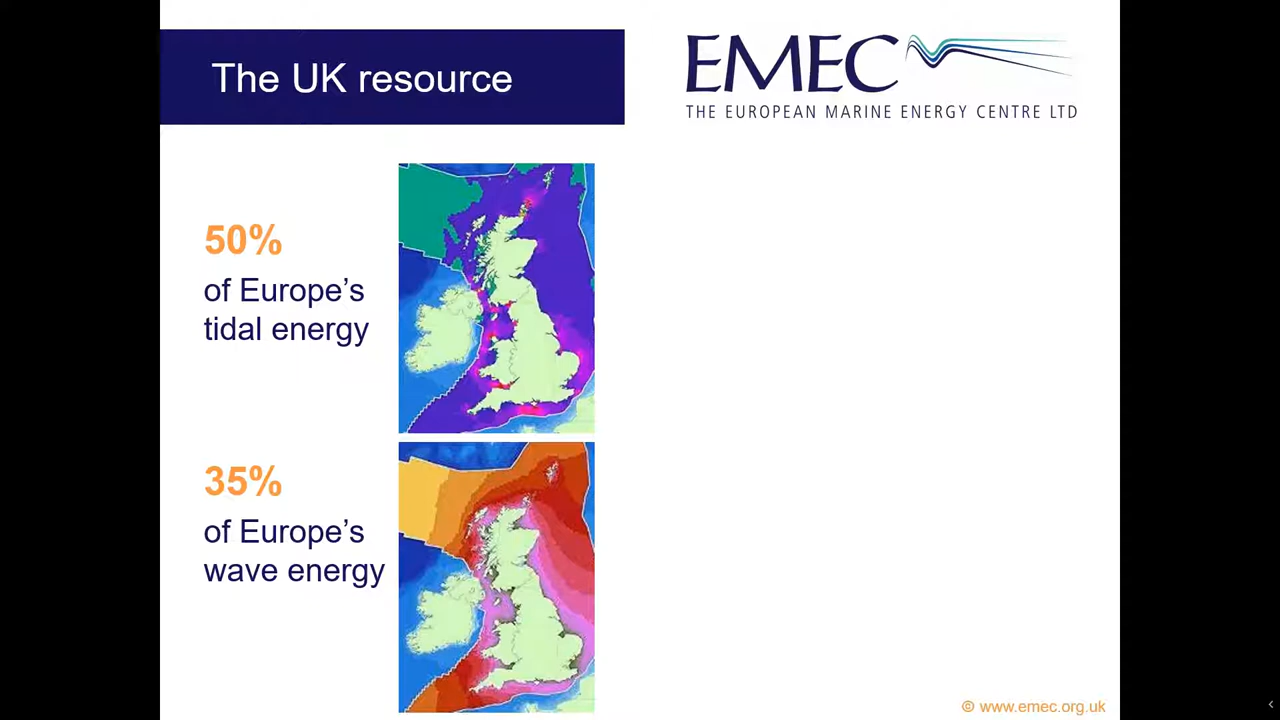 The UK resource
EMEC
THE EUROPEAN MARINE ENERGY CENTRE LTD
50%
of Europe’s
tidal energy
35%
of Europe’s
wave energy
© www.emec.org.uk